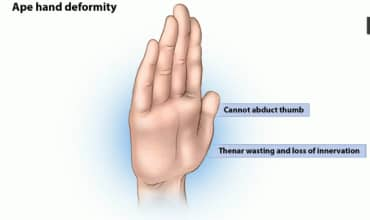 Ape hand deformity
Cannot abduct thumb
Thenar wasting and loss of innervation